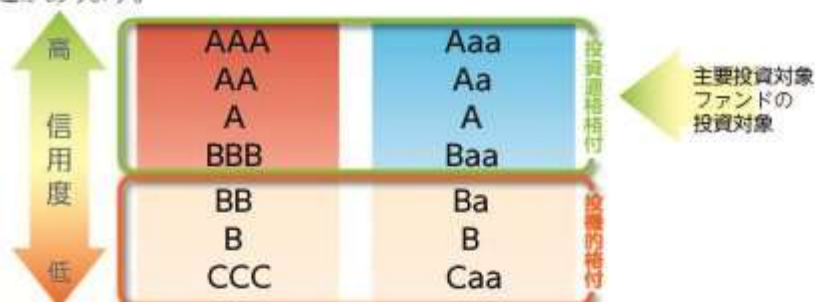 高
信
用
度
低
AAA Aaa
AA Aa
A A
BBB Baa
投資適格格付
BB Ba
B B
CCC Caa
投機的格付
主要投資対象
ファンドの
投資対象